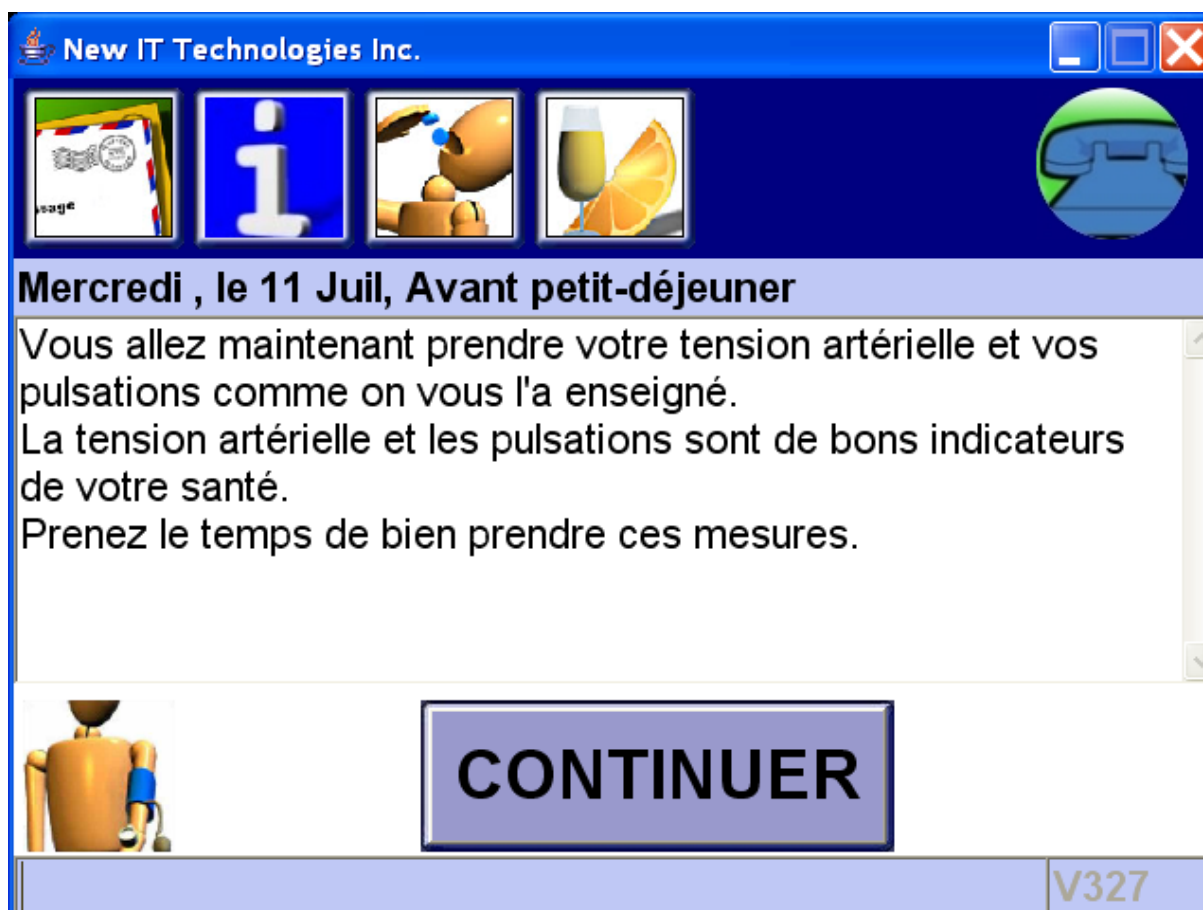 New IT Technologies Inc.
ssage
Mercredi , le 11 Juil, Avant petit-déjeuner
Vous allez maintenant prendre votre tension artérielle et vos
pulsations comme on vous l'a enseigné.
La tension artérielle et les pulsations sont de bons indicateurs
de votre santé.
Prenez le temps de bien prendre ces mesures.
CONTINUER
V327